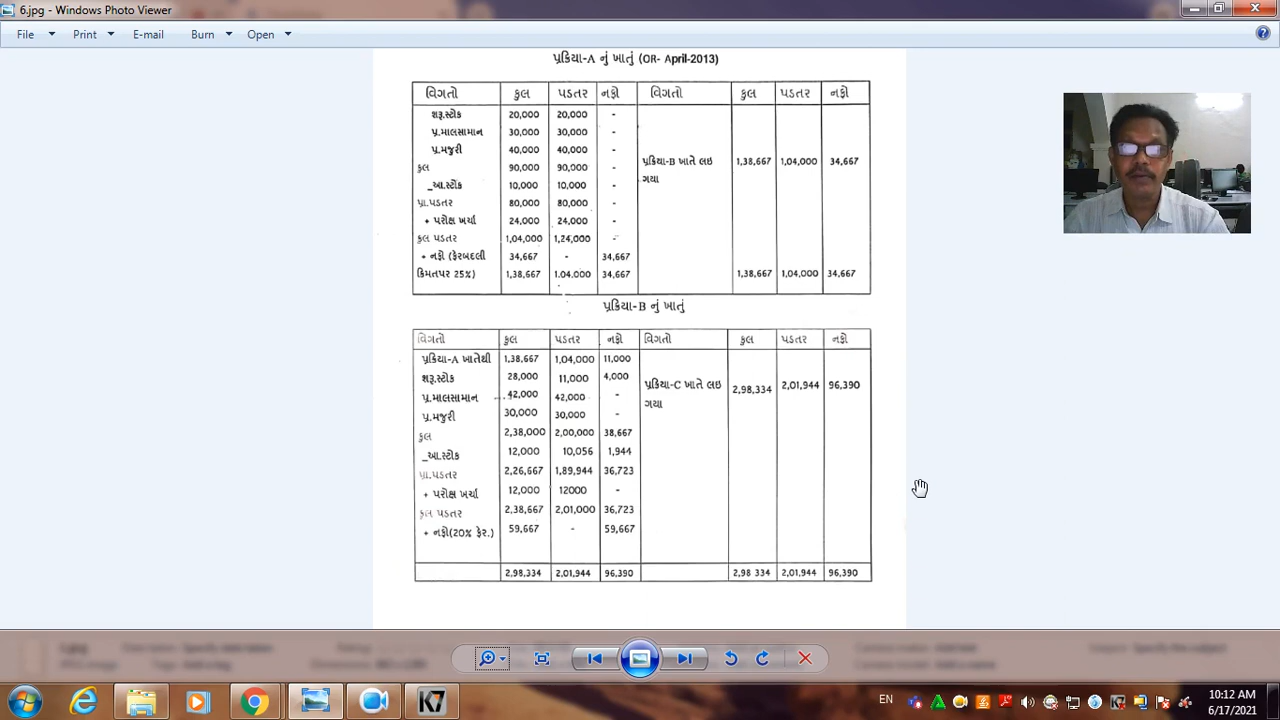 6.jpg - Windows Photo Viewer
File Print E-mail Burn Open
પ્રક્રિયા-A નું ખાતું (OR- April-2013)
વિગતો કુલ પડતર નફો વિગતો કુલ પડતર નફો
શરૂ.સ્ટોક 20,000 20,000 -
પ્ર.માલસામાન 30,000 30,000 -
પ્ર.મજુરી 40,000 40,000 - પ્રક્રિયા-B ખાતે લઇ 1,38,667 1,04,000 34,667
કુલ 90,000 90,000 - ગયા
_આ.સ્ટોક 10,000 10,000 -
પ્રા.પડતર 80,000 80,000 -
+ પરોક્ષ ખર્ચા 24,000 24,000 -
કુલ પડતર 1,04,000 1,24,000 -
+ નફો (ફેરબદલી 34,667 - 34,667
કિંમતપર 25%) 1,38,667 1.04.000 34,667 1,38,667 1,04,000 34,667
પ્રક્રિયા-B નું ખાતું
વિગતો કુલ પડતર નફો વિગતો કુલ પડતર નફો
પ્રક્રિયા-A ખાતેથી 1,38,667 1,04,000 11,000
શરૂ.સ્ટોક 28,000 11,000 4,000 પ્રક્રિયા-C ખાતે લઇ 2,98,334 2,01,944 96,390
પ્ર.માલસામાન 42,000 42,000 - ગયા
પ્ર.મજુરી 30,000 30,000 -
કુલ 2,38,000 2,00,000 38,667
_આ.સ્ટોક 12,000 10,056 1,944
પ્રા.પડતર 2,26,667 1,89,944 36,723
+ પરોક્ષ ખર્ચા 12,000 12000 -
કુલ પડતર 2,38,667 2,01,000 36,723
+ નફો(20% ફેર.) 59,667 - 59,667
2,98,334 2,01,944 96,390 2,98 334 2,01,944 96,390
EN
10:12 AM
6/17/2021